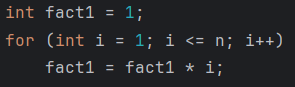 int fact1 = 1;
for (int i = 1; i <= n; i++)
    fact1 = fact1 * i;